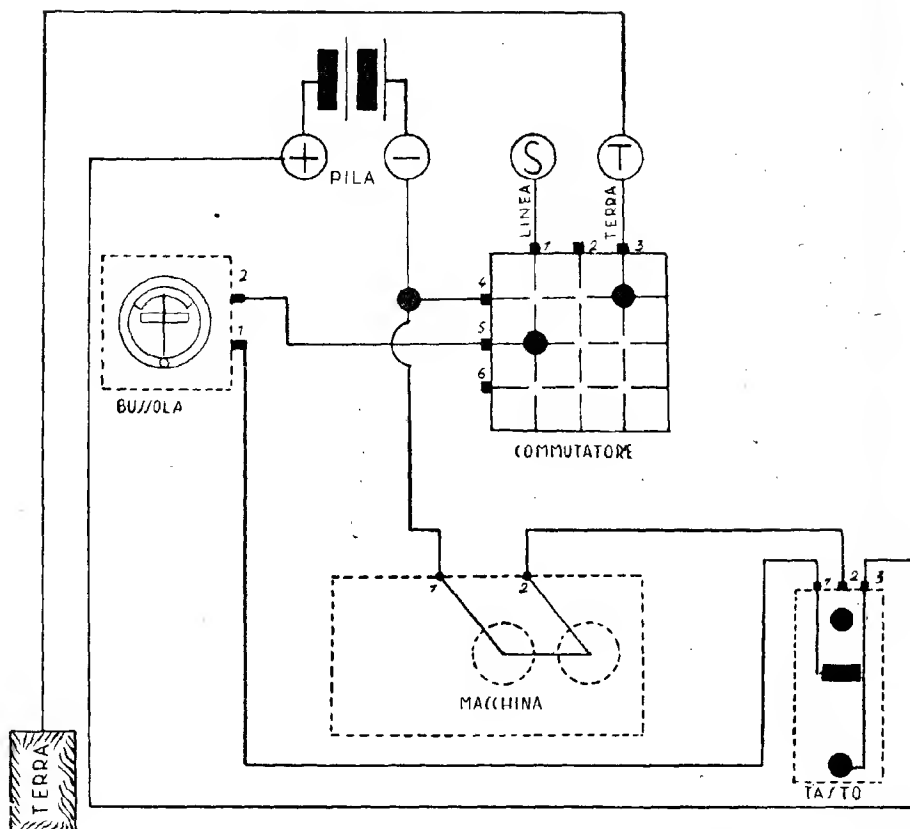 +
−
PILA
S
T
LINEA
TERRA
1
2
3
4
5
6
COMMUTATORE
2
1
BUSSOLA
1
2
MACCHINA
1
2
3
TASTO
TERRA